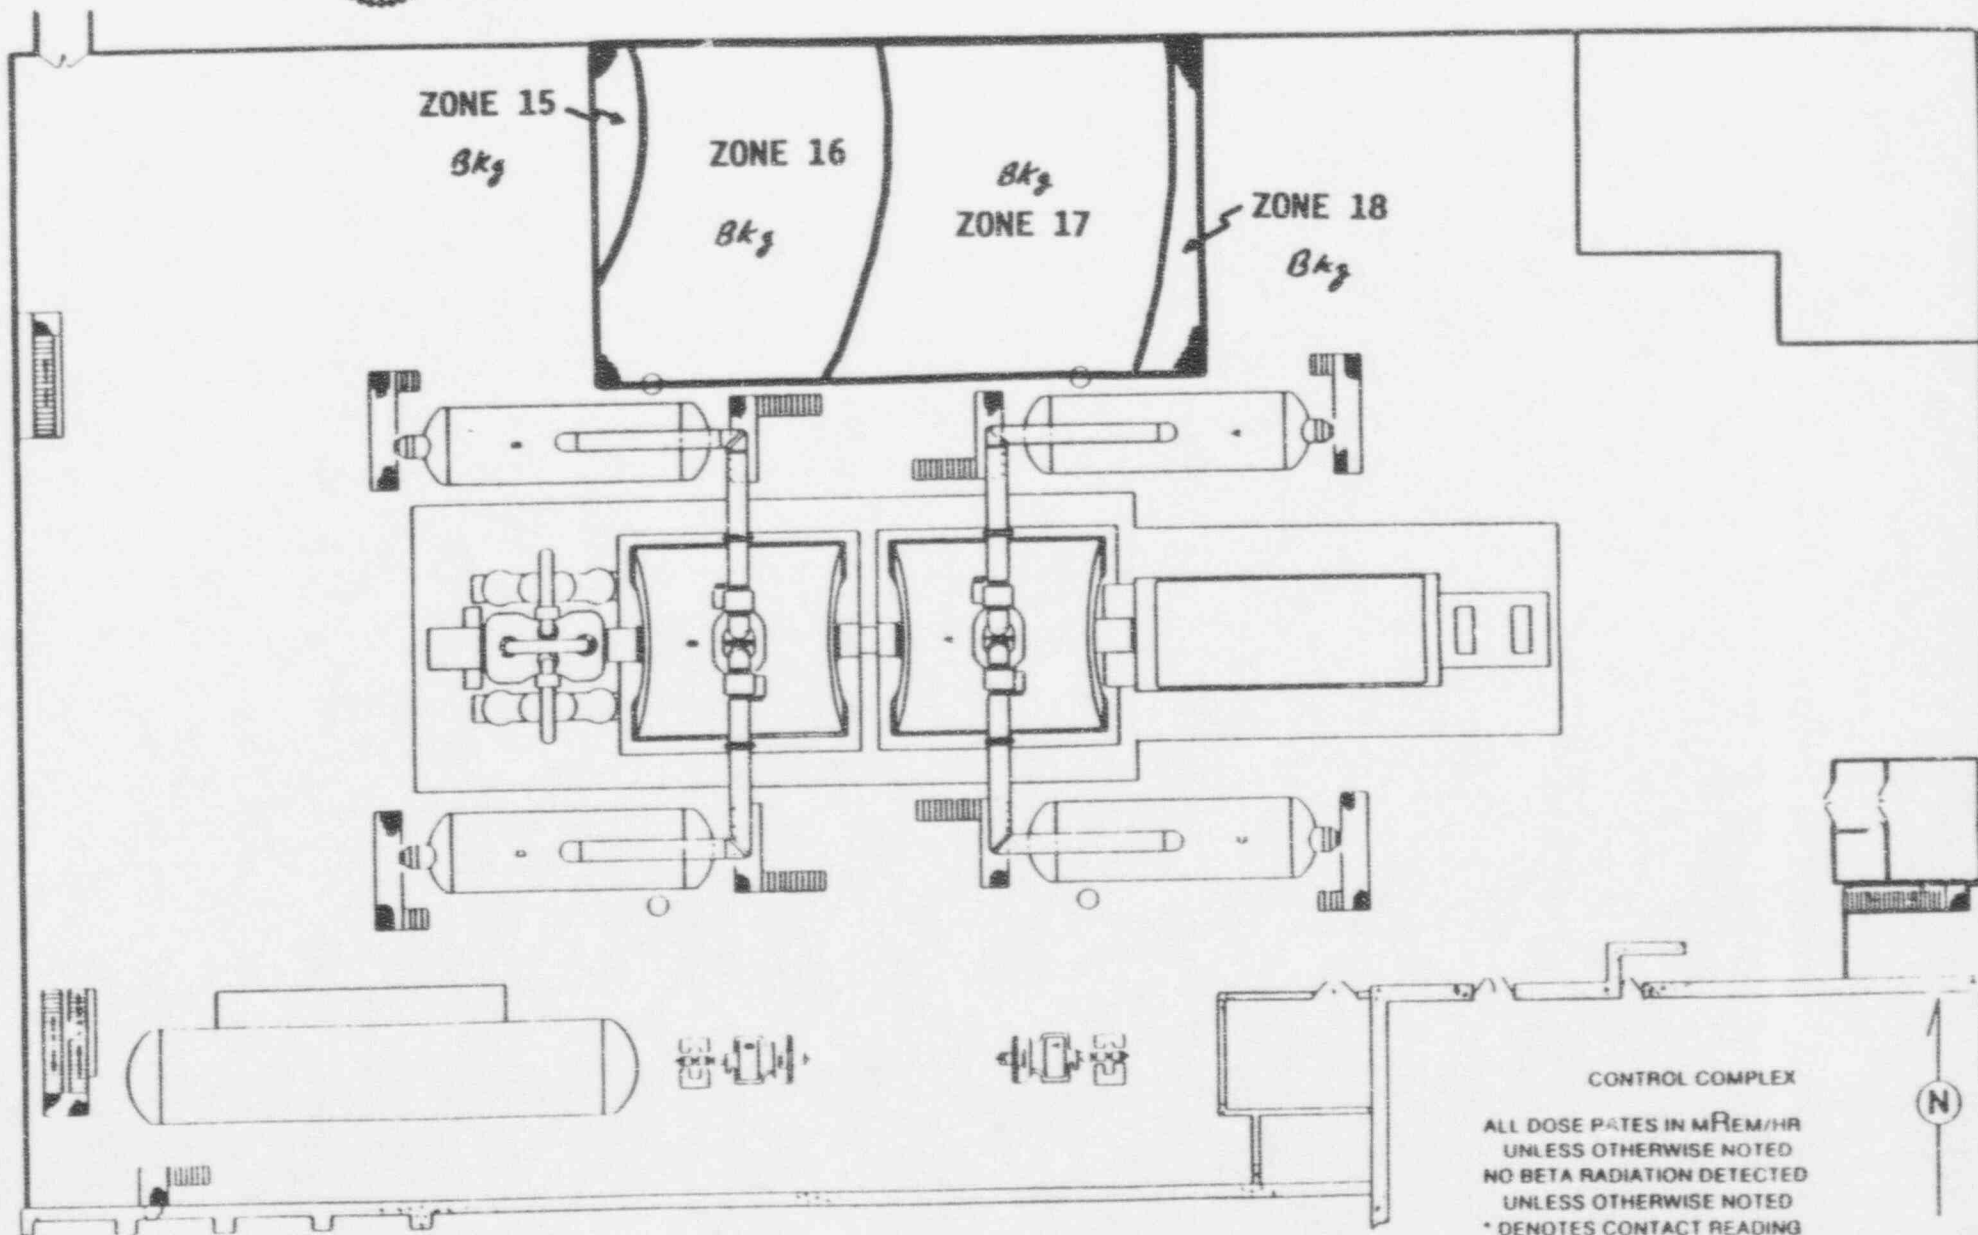 ZONE 15
Bkg
ZONE 16
Bkg
Bkg
ZONE 17
ZONE 18
Bkg
B
A
B
A
D
C
CONTROL COMPLEX
N
ALL DOSE RATES IN MREM/HR
UNLESS OTHERWISE NOTED
NO BETA RADIATION DETECTED
UNLESS OTHERWISE NOTED
* DENOTES CONTACT READING